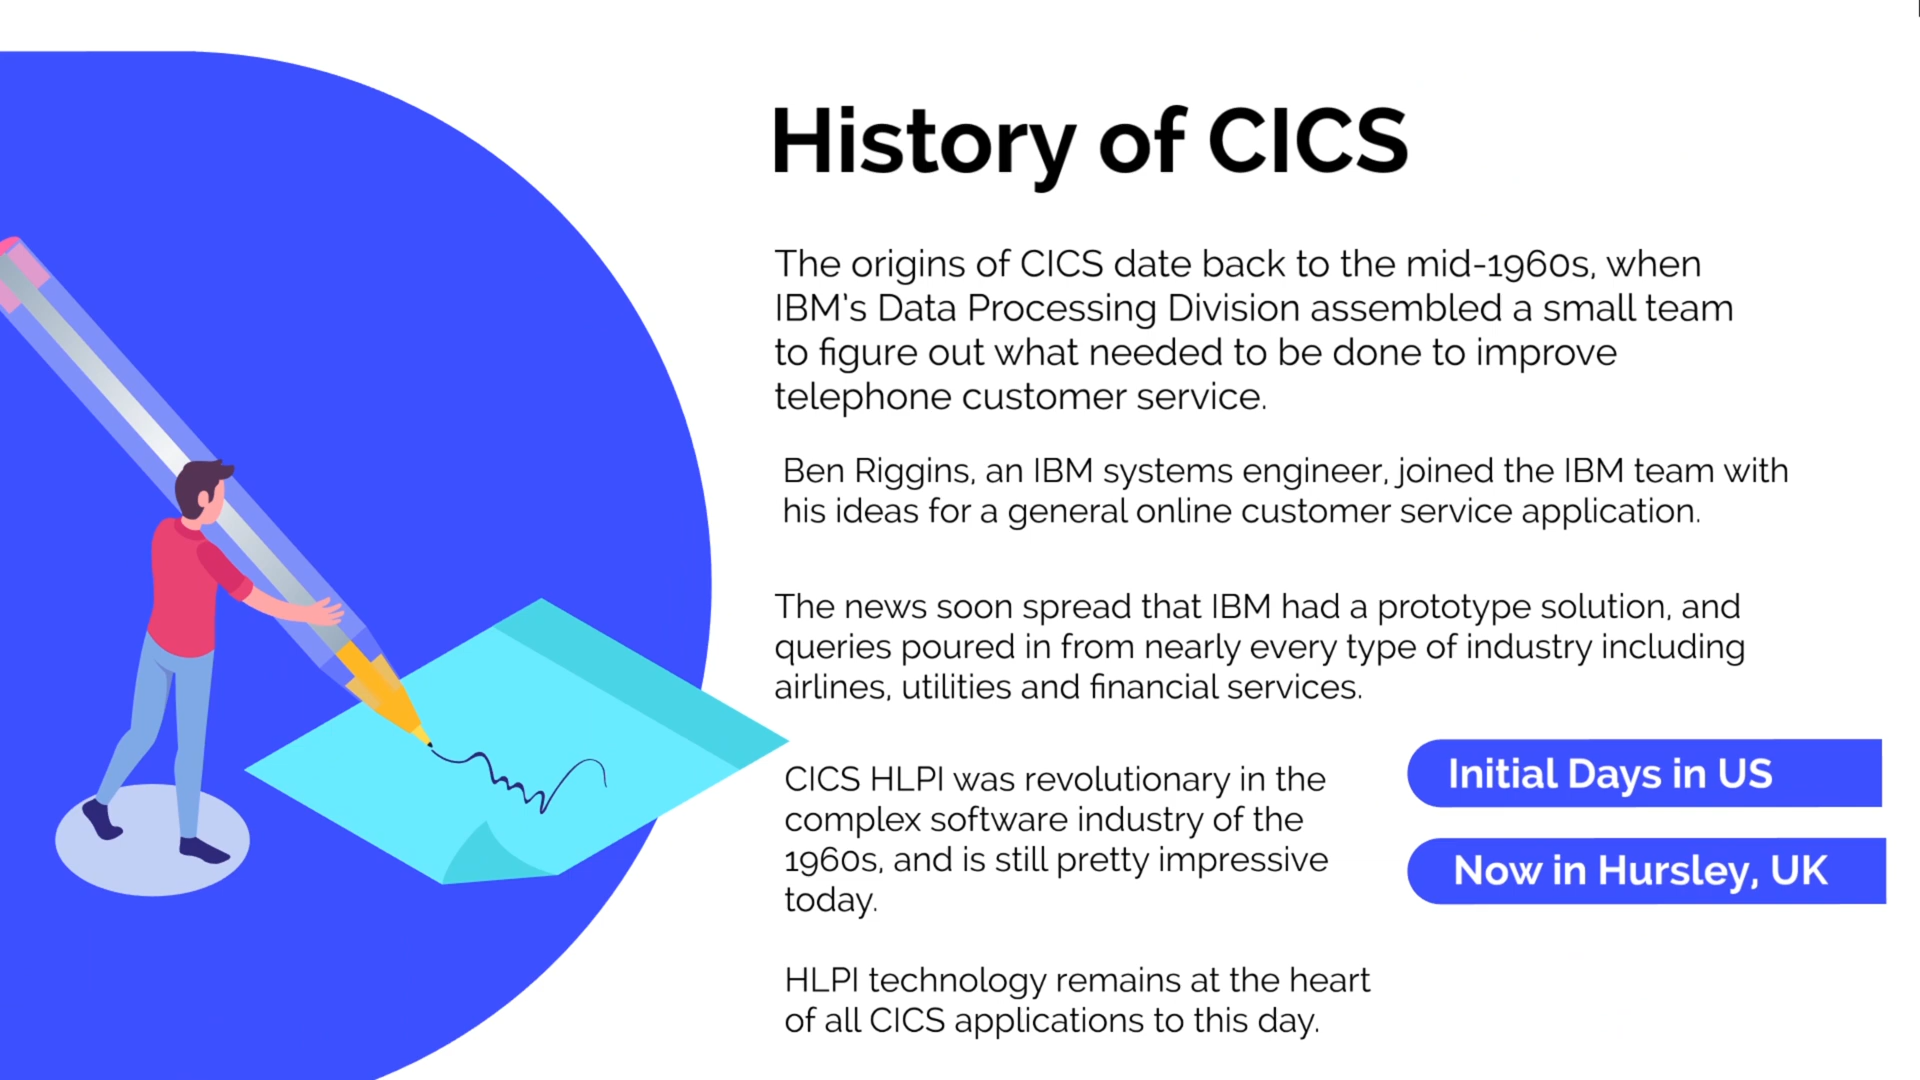 History of CICS
The origins of CICS date back to the mid-1960s, when
IBM's Data Processing Division assembled a small team
to figure out what needed to be done to improve
telephone customer service.
Ben Riggins, an IBM systems engineer, joined the IBM team with
his ideas for a general online customer service application.
The news soon spread that IBM had a prototype solution, and
queries poured in from nearly every type of industry including
airlines, utilities and financial services.
CICS HLPI was revolutionary in the
complex software industry of the
1960s, and is still pretty impressive
today.
HLPI technology remains at the heart
of all CICS applications to this day.
Initial Days in US
Now in Hursley, UK